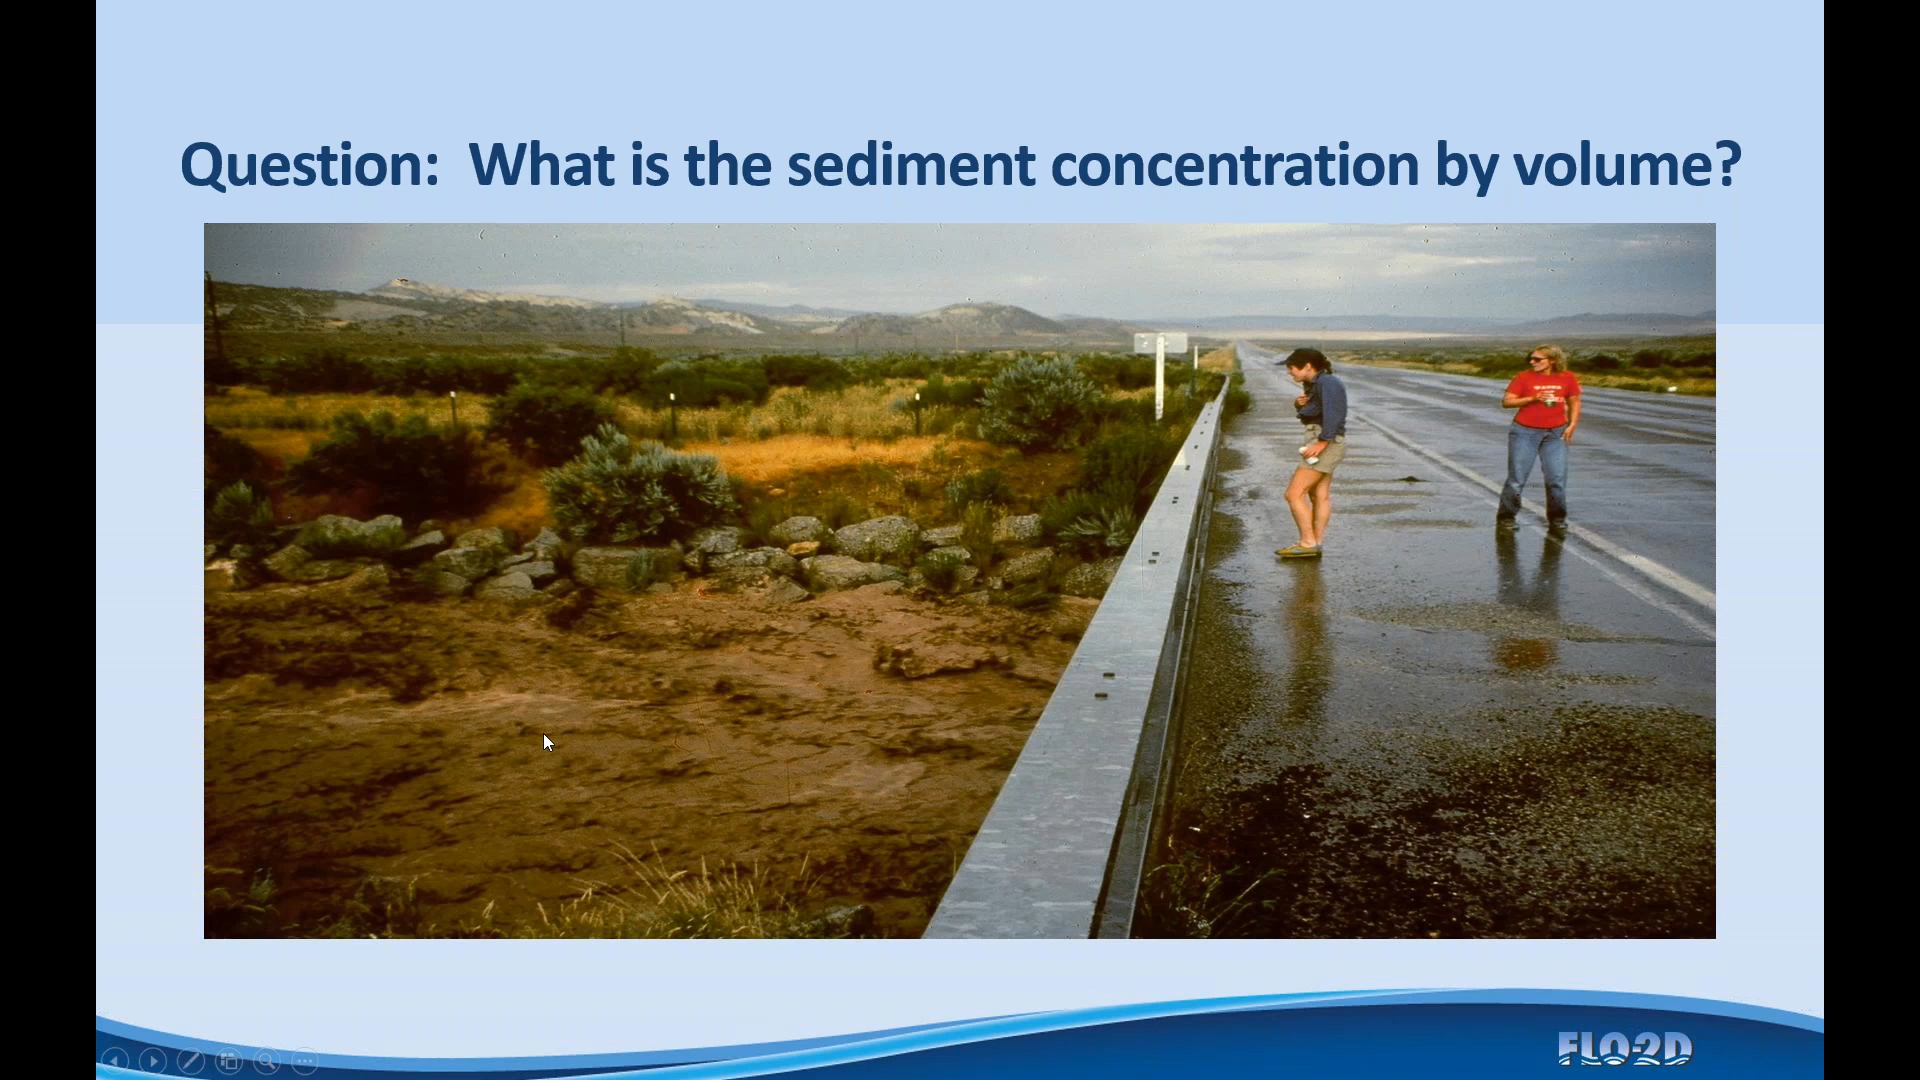 Question: What is the sediment concentration by volume?
FLO-2D